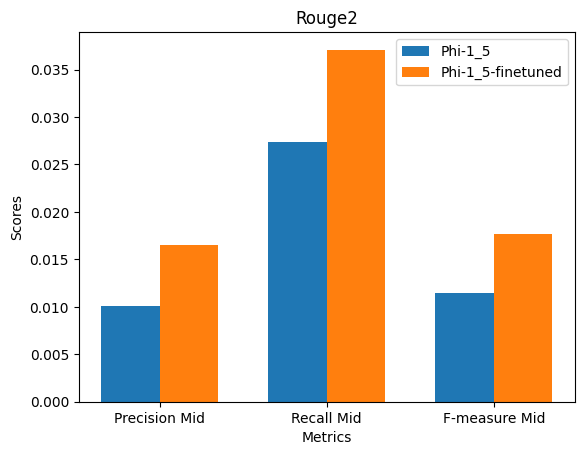 Rouge2
Phi-1_5
Phi-1_5-finetuned
Scores
0.035
0.030
0.025
0.020
0.015
0.010
0.005
0.000
Precision Mid
Recall Mid
F-measure Mid
Metrics